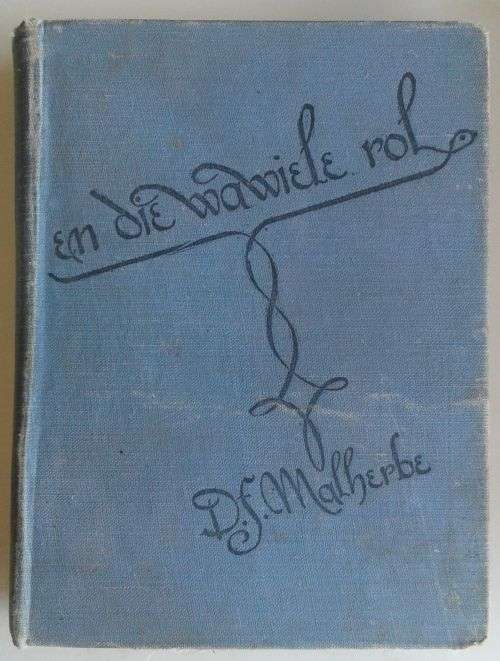 en die wawiele rol
D.F. Malherbe